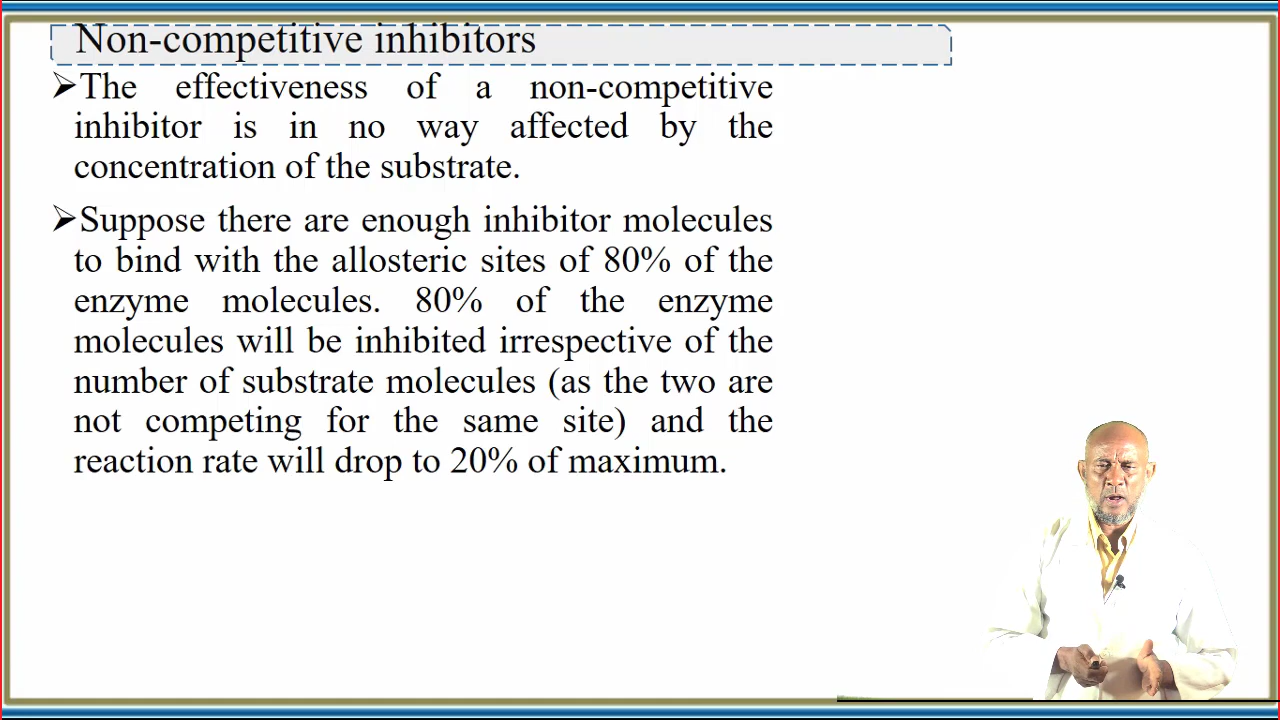 Non-competitive inhibitors
➢The effectiveness of a non-competitive
inhibitor is in no way affected by the
concentration of the substrate.
➢Suppose there are enough inhibitor molecules
to bind with the allosteric sites of 80% of the
enzyme molecules. 80% of the enzyme
molecules will be inhibited irrespective of the
number of substrate molecules (as the two are
not competing for the same site) and the
reaction rate will drop to 20% of maximum.